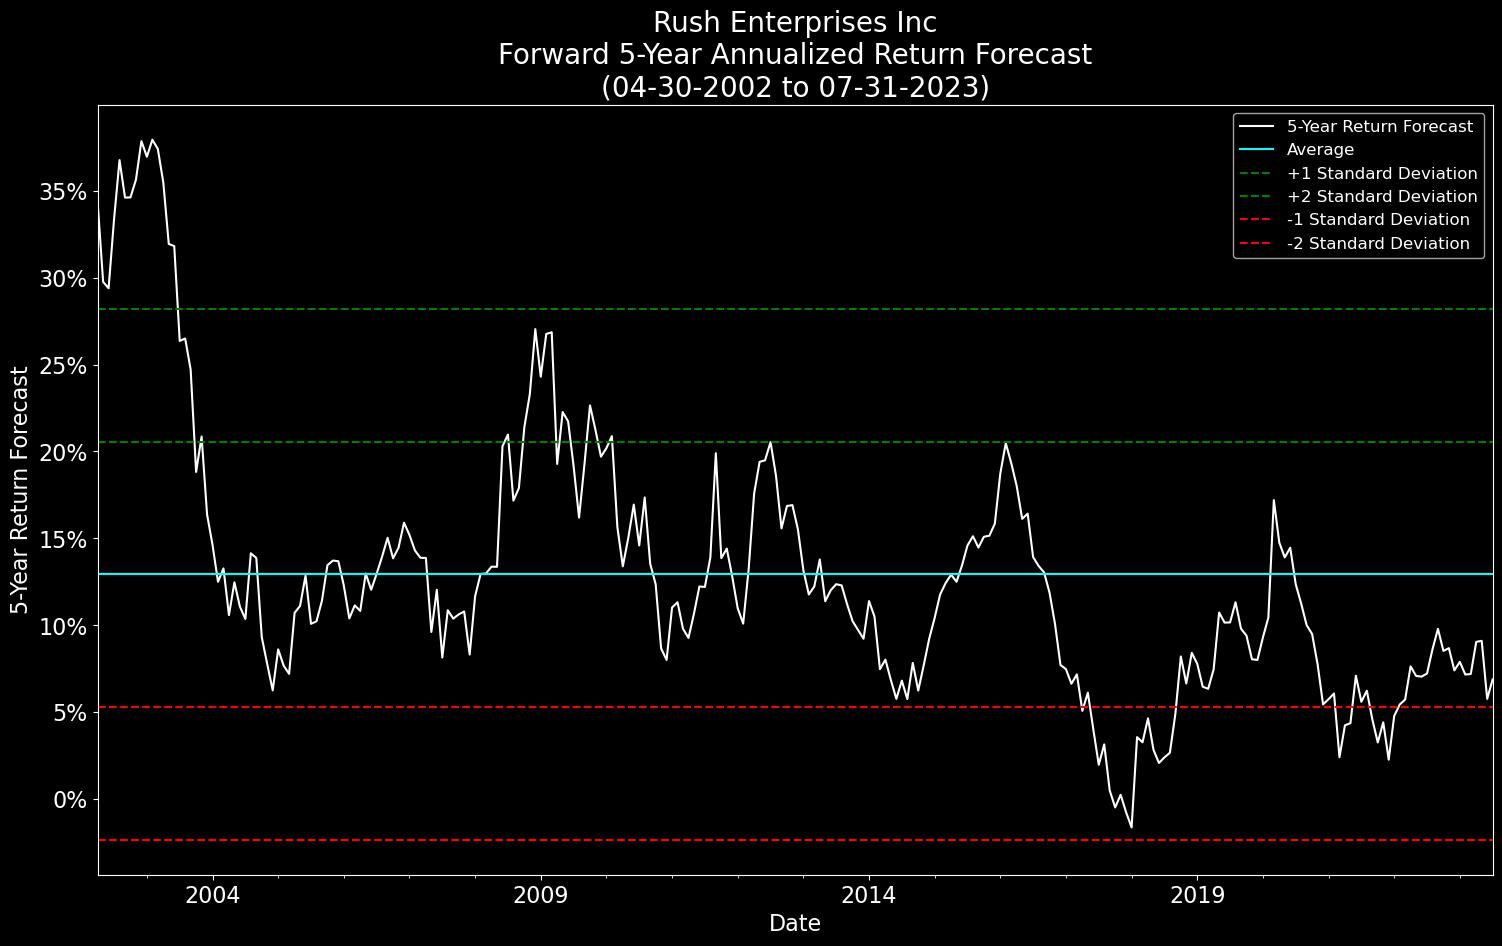 Rush Enterprises Inc
Forward 5-Year Annualized Return Forecast
(04-30-2002 to 07-31-2023)
5-Year Return Forecast
Average
+1 Standard Deviation
+2 Standard Deviation
-1 Standard Deviation
-2 Standard Deviation
35%
30%
25%
20%
15%
10%
5%
0%
5-Year Return Forecast
2004
2009
2014
2019
Date